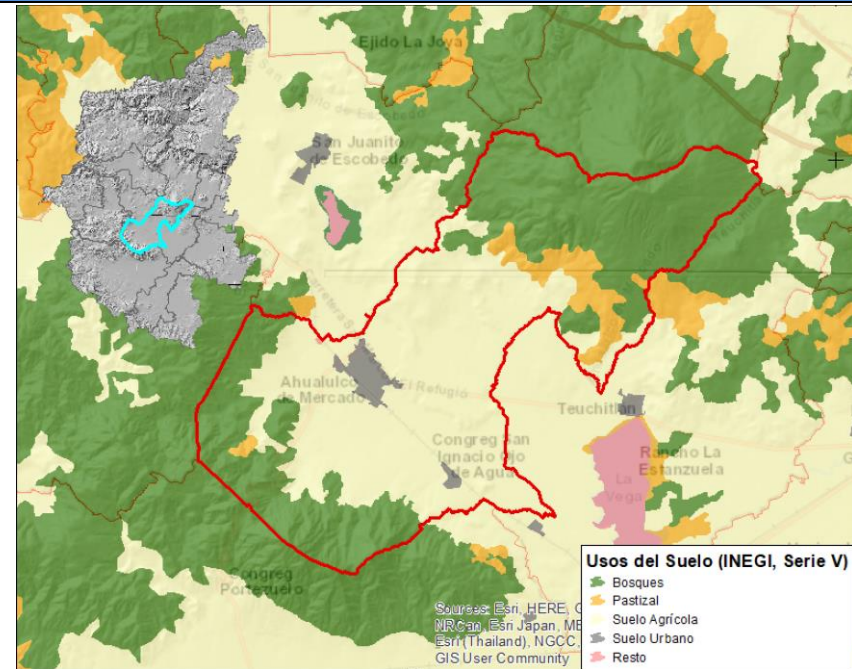 Ejido La Joya
San Juanito
de Escobedo
Ahualulco
de Mercado
El Refugio
Teuchitlán
Congreg San
Ignacio Ojo
de Agua
Rancho La
Estanzuela
La
Vega
Congreg
Portezuelo
Usos del Suelo (INEGI, Serie V)
Bosques
Pastizal
Suelo Agrícola
Suelo Urbano
Resto
Sources: Esri, HERE,
NRCan, Esri Japan,
Esri (Thailand), NGCC,
GIS User Community